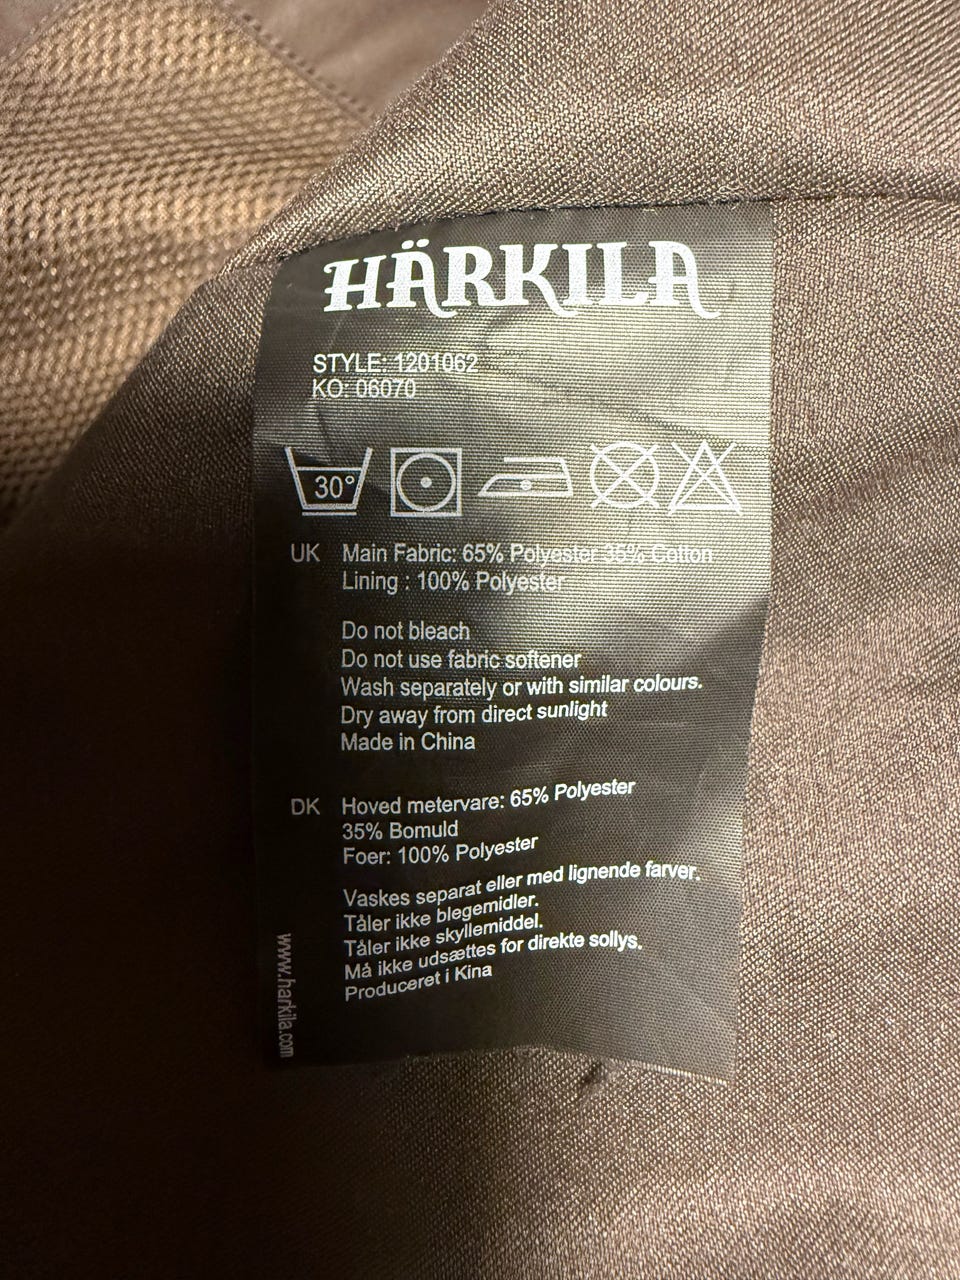 HÄRKILA
STYLE: 1201062
KO: 06070
30°
UK Main Fabric: 65% Polyester 35% Cotton
Lining : 100% Polyester
Do not bleach
Do not use fabric softener
Wash separately or with similar colours.
Dry away from direct sunlight
Made in China
DK Hoved metervare: 65% Polyester
35% Bomuld
Foer: 100% Polyester
Vaskes separat eller med lignende farver.
Tåler ikke blegemidler.
Tåler ikke skyllemiddel.
Må ikke udsættes for direkte sollys.
Produceret i Kina
www.harkila.com